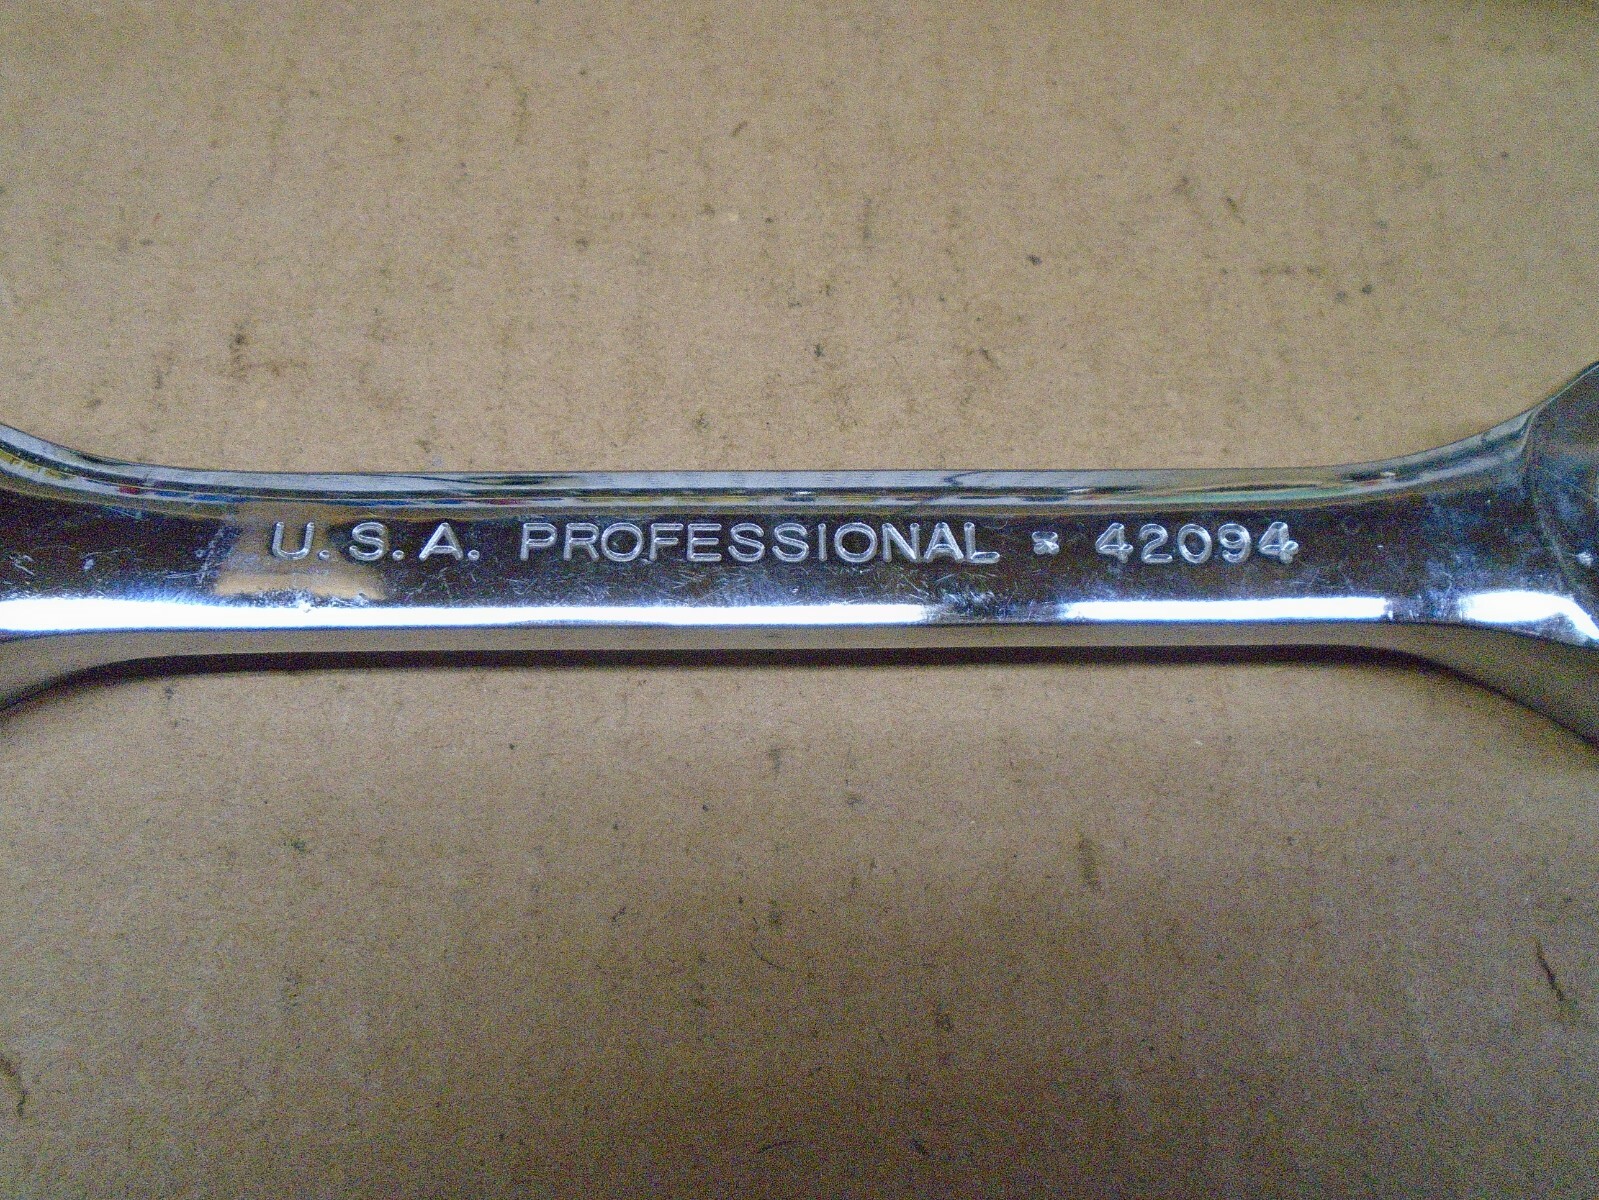 U.S.A. PROFESSIONAL * 42094